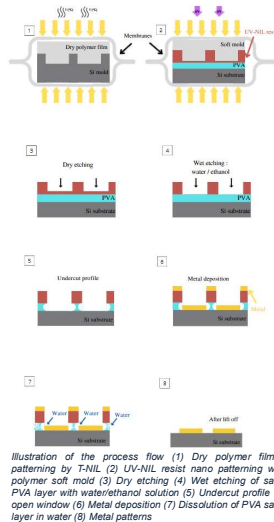 1
Dry polymer film
Si mold
Membranes
2
UV
UV
Soft mold
UV-NIL res
PVA
Si substrate
3
Dry etching
PVA
Si substrate
4
Wet etching :
water / ethanol
PVA
Si substrate
5
Undercut profile
Si substrate
6
Metal deposition
Metal
Si substrate
7
Water
Water
Water
Si substrate
8
After lift off
Si substrate
Illustration of the process flow (1) Dry polymer film
patterning by T-NIL (2) UV-NIL resist nano patterning w
polymer soft mold (3) Dry etching (4) Wet etching of sa
PVA layer with water/ethanol solution (5) Undercut profile
open window (6) Metal deposition (7) Dissolution of PVA sa
layer in water (8) Metal patterns